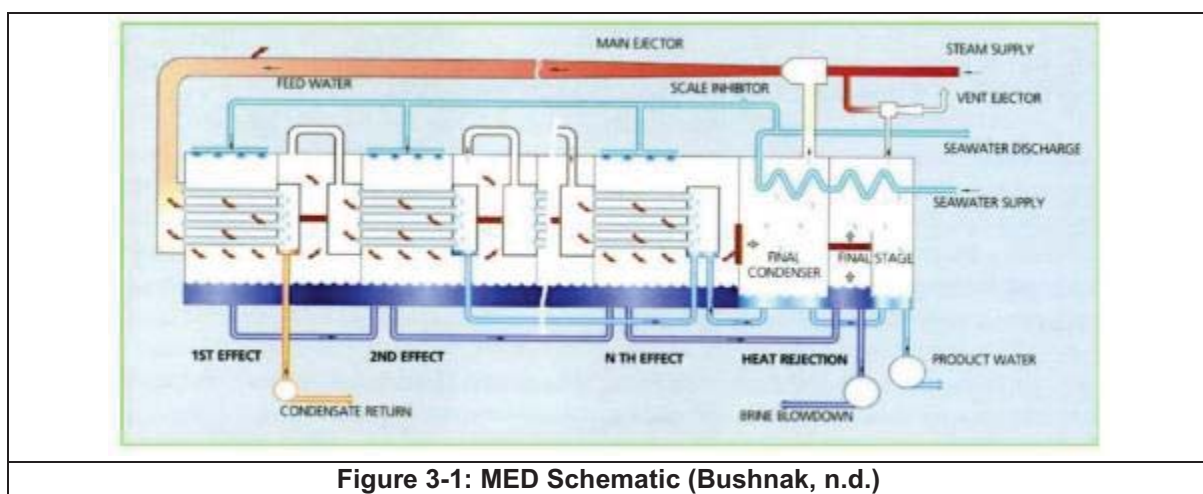 MAIN EJECTOR
STEAM SUPPLY
FEED WATER
SCALE INHIBITOR
VENT EJECTOR
SEAWATER DISCHARGE
SEAWATER SUPPLY
FINAL CONDENSER
FINAL STAGE
1ST EFFECT
2ND EFFECT
N TH EFFECT
HEAT REJECTION
PRODUCT WATER
CONDENSATE RETURN
BRINE BLOWDOWN
Figure 3-1: MED Schematic (Bushnak, n.d.)